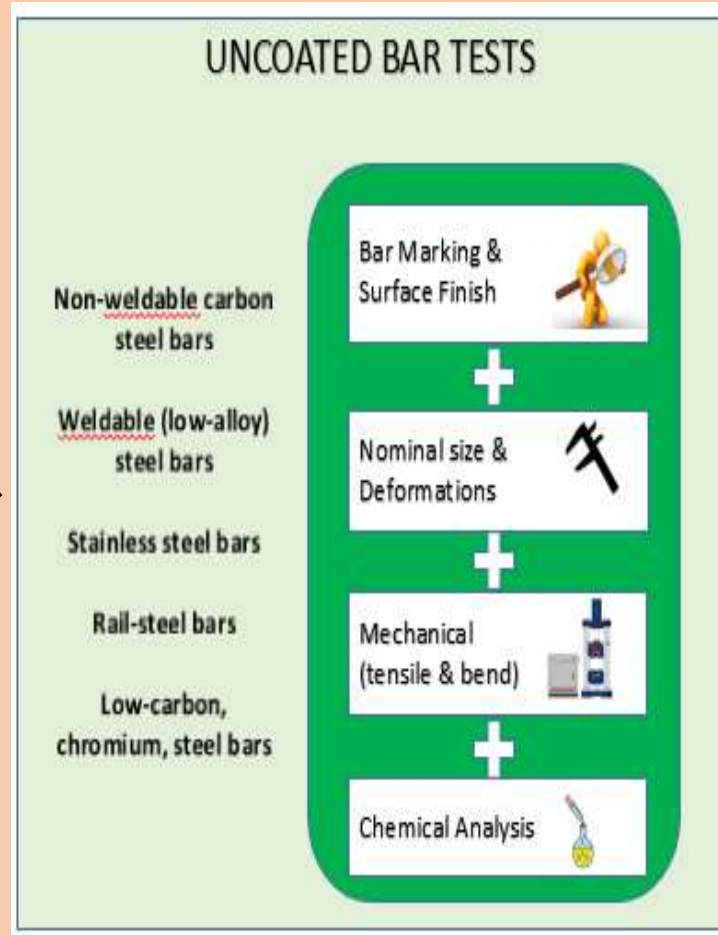 UNCOATED BAR TESTS
Non-weldable carbon
steel bars
Weldable (low-alloy)
steel bars
Stainless steel bars
Rail-steel bars
Low-carbon,
chromium, steel bars
Bar Marking &
Surface Finish
+
Nominal size &
Deformations
+
Mechanical
(tensile & bend)
+
Chemical Analysis